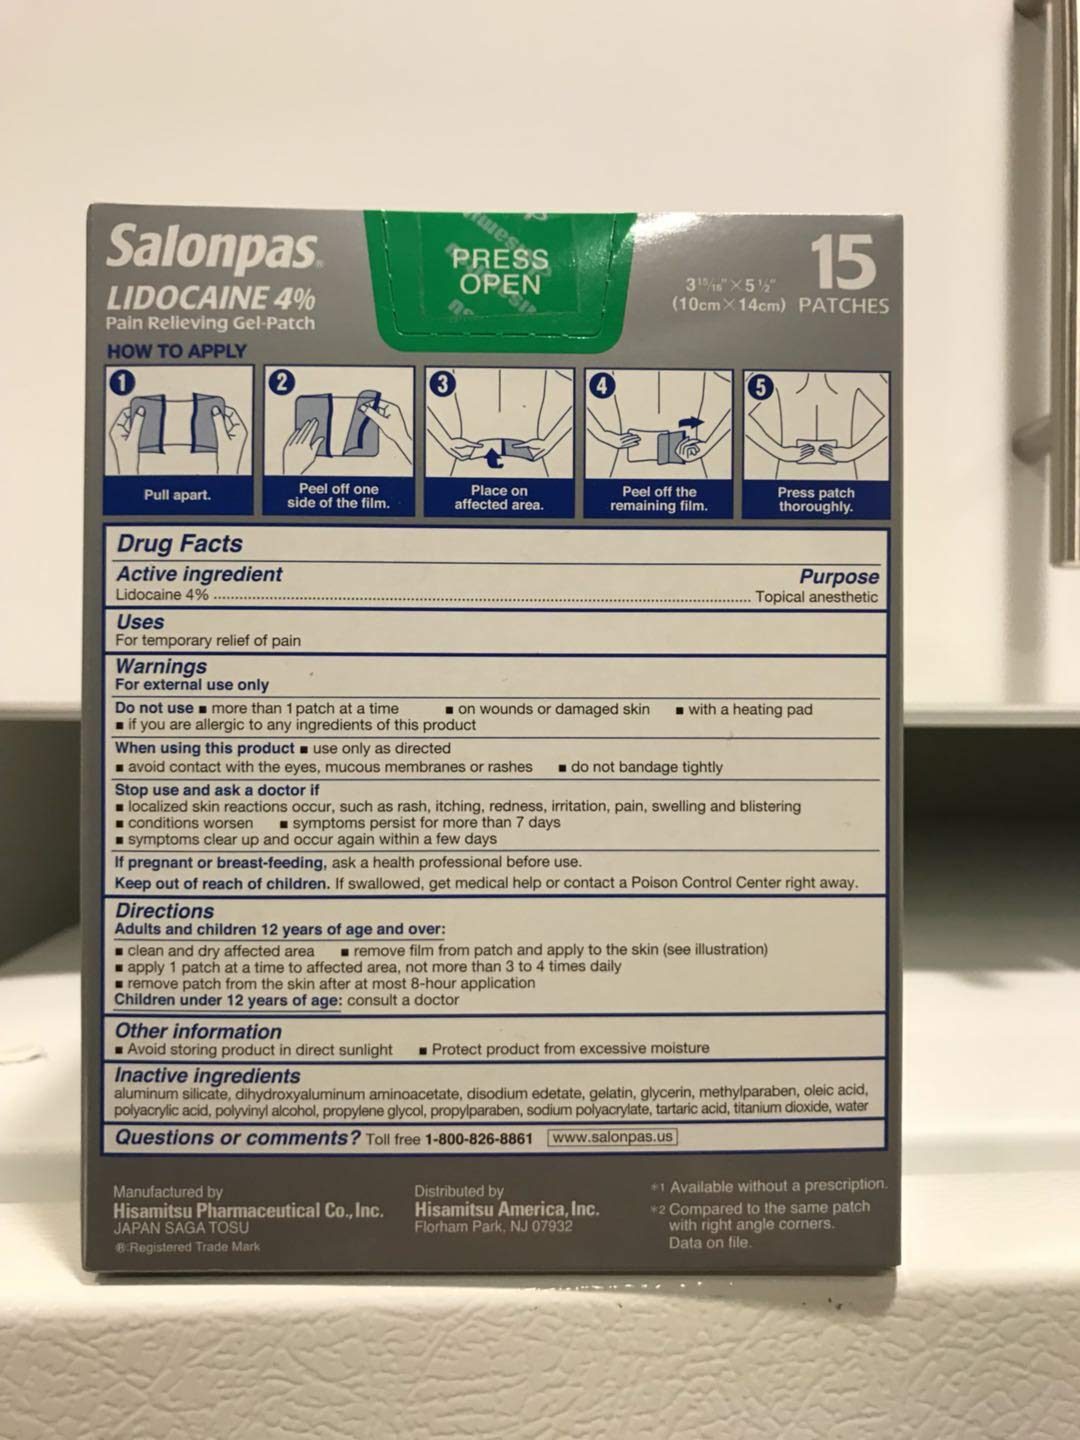 Salonpas®
LIDOCAINE 4%
Pain Relieving Gel-Patch
PRESS
OPEN
3 15/16" × 5 1/2"
(10cm × 14cm)
15
PATCHES
HOW TO APPLY
1
Pull apart.
2
Peel off one
side of the film.
3
Place on
affected area.
4
Peel off the
remaining film.
5
Press patch
thoroughly.
Drug Facts
Active ingredient Purpose
Lidocaine 4% ........ Topical anesthetic
Uses
For temporary relief of pain
Warnings
For external use only
Do not use ■ more than 1 patch at a time ■ on wounds or damaged skin ■ with a heating pad
■ if you are allergic to any ingredients of this product
When using this product ■ use only as directed
■ avoid contact with the eyes, mucous membranes or rashes ■ do not bandage tightly
Stop use and ask a doctor if
■ localized skin reactions occur, such as rash, itching, redness, irritation, pain, swelling and blistering
■ conditions worsen ■ symptoms persist for more than 7 days
■ symptoms clear up and occur again within a few days
If pregnant or breast-feeding, ask a health professional before use.
Keep out of reach of children. If swallowed, get medical help or contact a Poison Control Center right away.
Directions
Adults and children 12 years of age and over:
■ clean and dry affected area ■ remove film from patch and apply to the skin (see illustration)
■ apply 1 patch at a time to affected area, not more than 3 to 4 times daily
■ remove patch from the skin after at most 8-hour application
Children under 12 years of age: consult a doctor
Other information
■ Avoid storing product in direct sunlight ■ Protect product from excessive moisture
Inactive ingredients
aluminum silicate, dihydroxyaluminum aminoacetate, disodium edetate, gelatin, glycerin, methylparaben, oleic acid,
polyacrylic acid, polyvinyl alcohol, propylene glycol, propylparaben, sodium polyacrylate, tartaric acid, titanium dioxide, water
Questions or comments? Toll free 1-800-826-8861 www.salonpas.us
Manufactured by
Hisamitsu Pharmaceutical Co., Inc.
JAPAN SAGA TOSU
®:Registered Trade Mark
Distributed by
Hisamitsu America, Inc.
Florham Park, NJ 07932
*1 Available without a prescription.
*2 Compared to the same patch
with right angle corners.
Data on file.